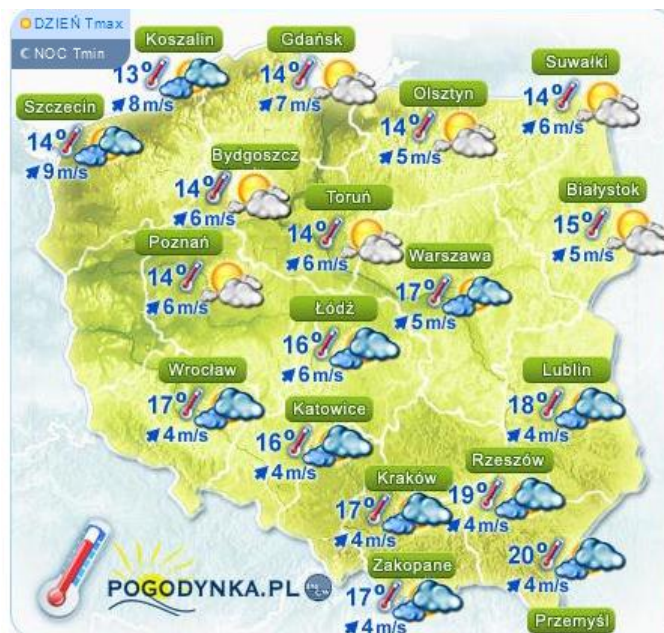 DZIEŃ Tmax
NOC Tmin
Koszalin
13°
8 m/s
Gdańsk
14°
7 m/s
Suwałki
14°
6 m/s
Szczecin
14°
9 m/s
Olsztyn
14°
5 m/s
Bydgoszcz
14°
6 m/s
Toruń
14°
6 m/s
Białystok
15°
5 m/s
Poznań
14°
6 m/s
Warszawa
17°
5 m/s
Łódź
16°
6 m/s
Wrocław
17°
4 m/s
Katowice
16°
4 m/s
Lublin
18°
4 m/s
Kraków
17°
4 m/s
Rzeszów
19°
4 m/s
Zakopane
17°
4 m/s
20°
4 m/s
Przemyśl
POGODYNKA.PL